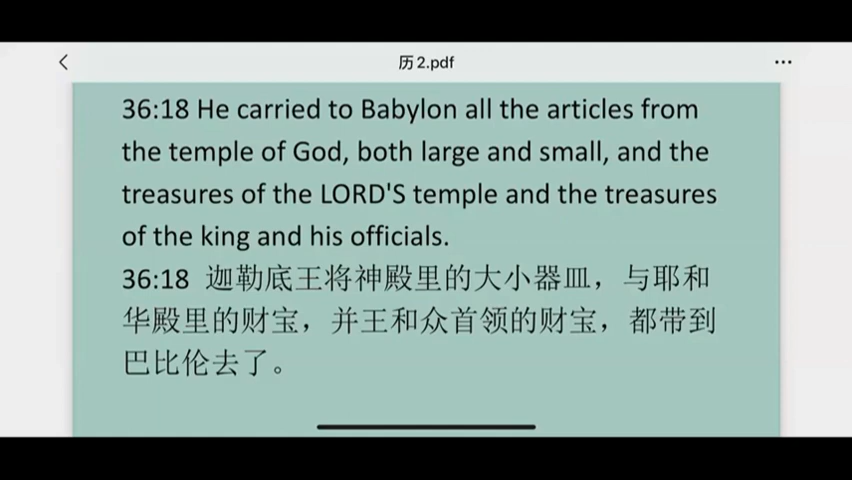 历2.pdf
36:18 He carried to Babylon all the articles from
the temple of God, both large and small, and the
treasures of the LORD'S temple and the treasures
of the king and his officials.
36:18 迦勒底王将神殿里的大小器皿，与耶和
华殿里的财宝，并王和众首领的财宝，都带到
巴比伦去了。